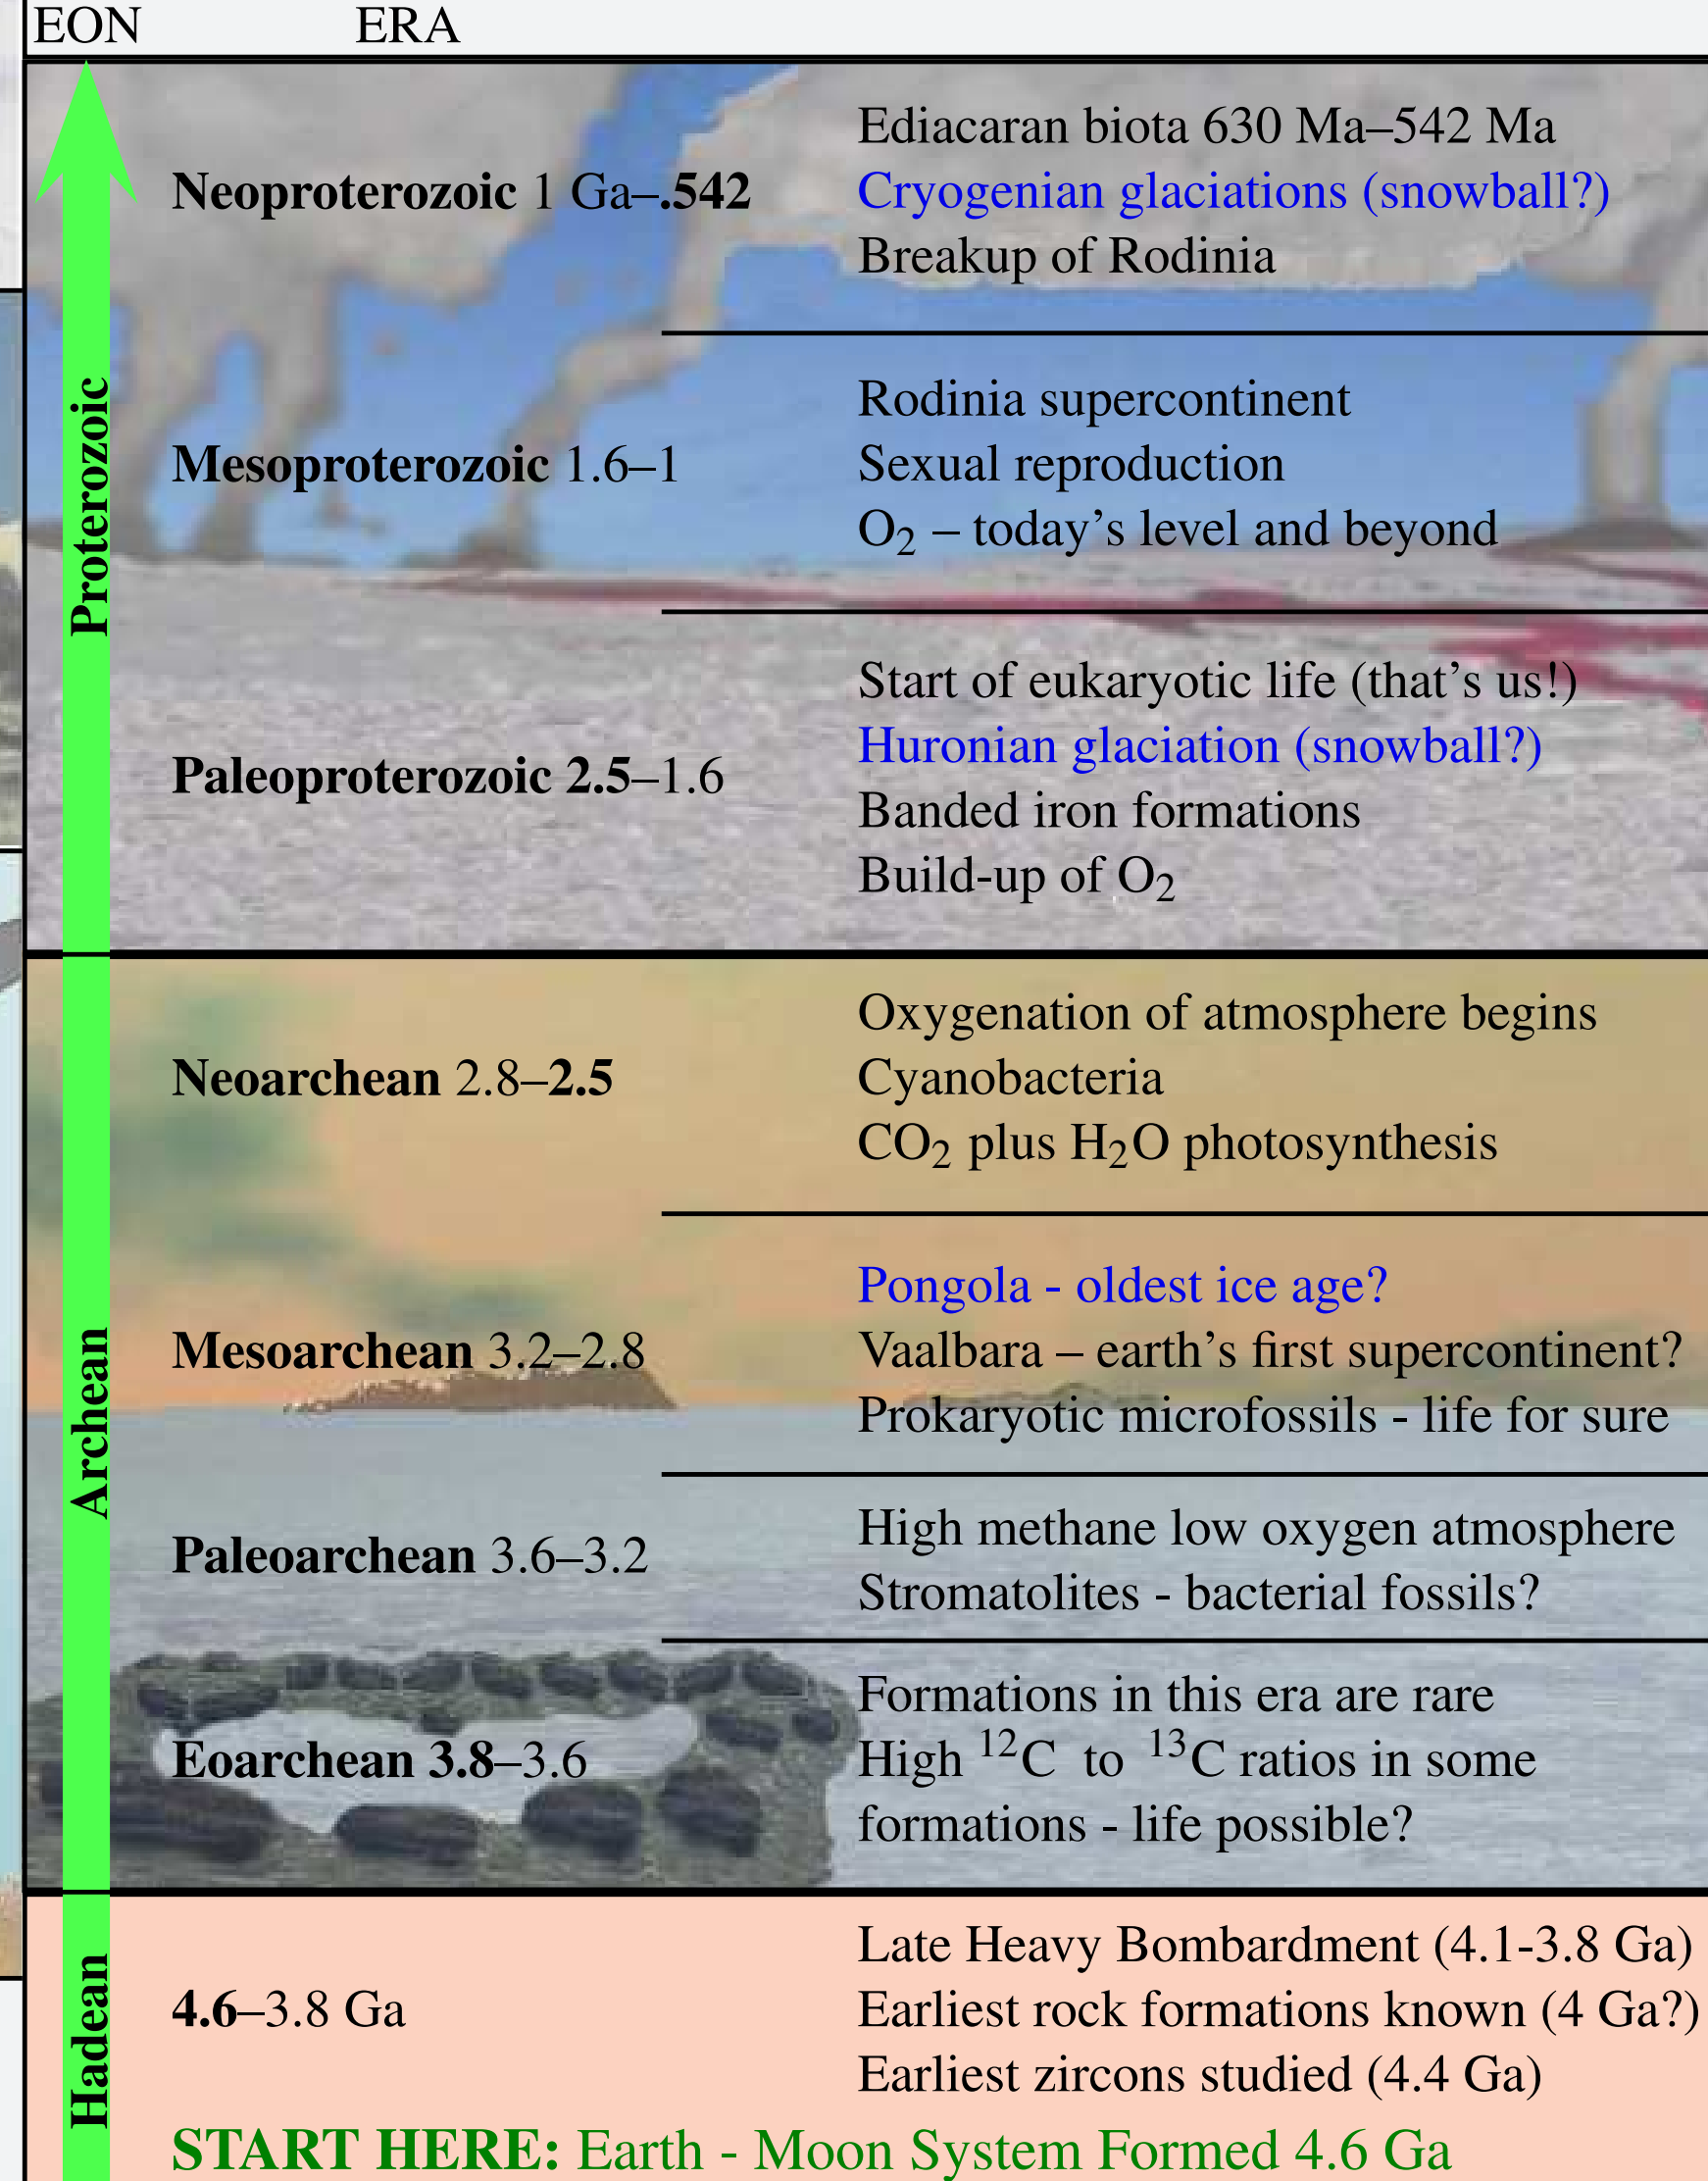 EON ERA
Proterozoic
Neoproterozoic 1 Ga–.542
Ediacaran biota 630 Ma–542 Ma
Cryogenian glaciations (snowball?)
Breakup of Rodinia
Mesoproterozoic 1.6–1
Rodinia supercontinent
Sexual reproduction
O₂ – today's level and beyond
Paleoproterozoic 2.5–1.6
Start of eukaryotic life (that's us!)
Huronian glaciation (snowball?)
Banded iron formations
Build-up of O₂
Archean
Neoarchean 2.8–2.5
Oxygenation of atmosphere begins
Cyanobacteria
CO₂ plus H₂O photosynthesis
Mesoarchean 3.2–2.8
Pongola - oldest ice age?
Vaalbara – earth's first supercontinent?
Prokaryotic microfossils - life for sure
Paleoarchean 3.6–3.2
High methane low oxygen atmosphere
Stromatolites - bacterial fossils?
Eoarchean 3.8–3.6
Formations in this era are rare
High ¹²C to ¹³C ratios in some
formations - life possible?
Hadean
4.6–3.8 Ga
Late Heavy Bombardment (4.1-3.8 Ga)
Earliest rock formations known (4 Ga?)
Earliest zircons studied (4.4 Ga)
START HERE: Earth - Moon System Formed 4.6 Ga